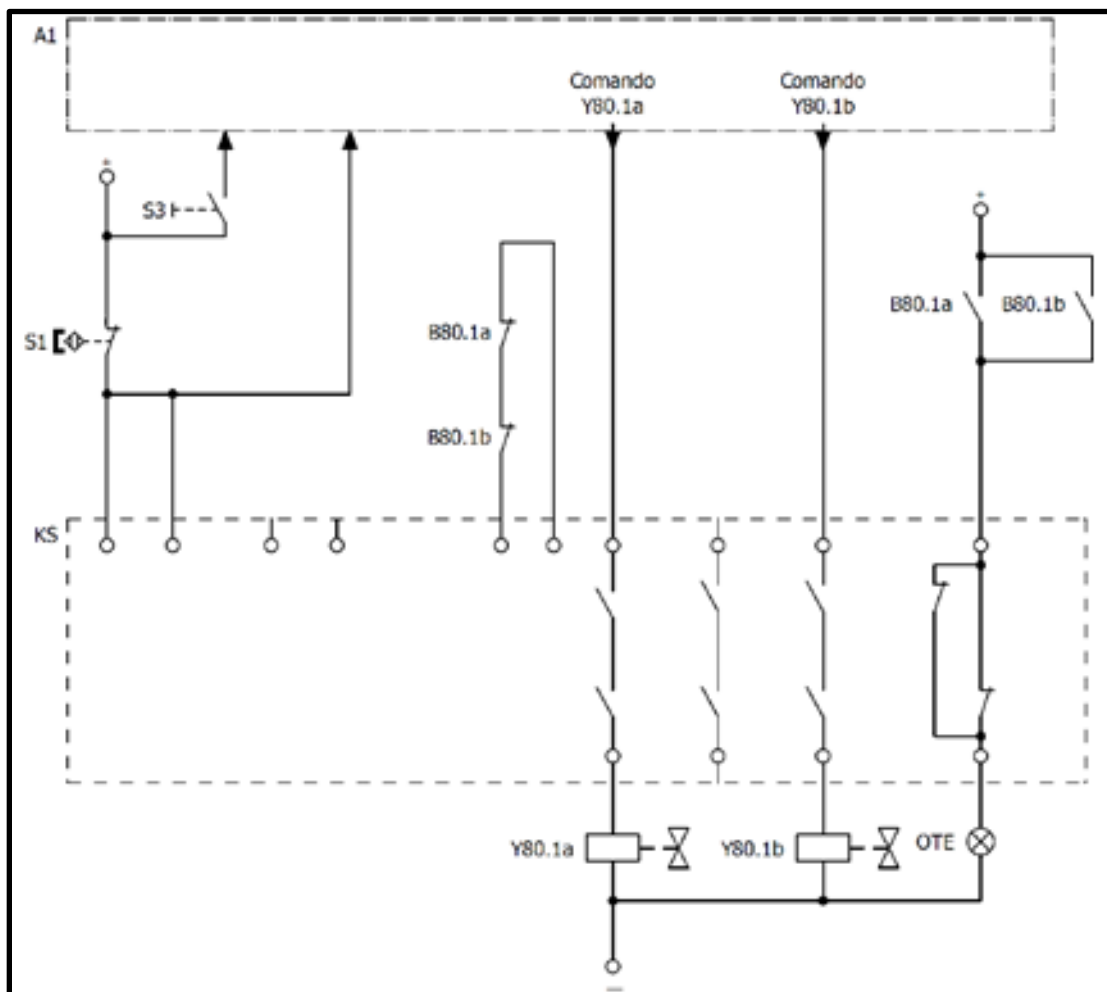 A1
Comando
Y80.1a
Comando
Y80.1b
+
S3
+
B80.1a
B80.1b
B80.1a
S1
B80.1b
KS
Y80.1a
Y80.1b
OTE
—